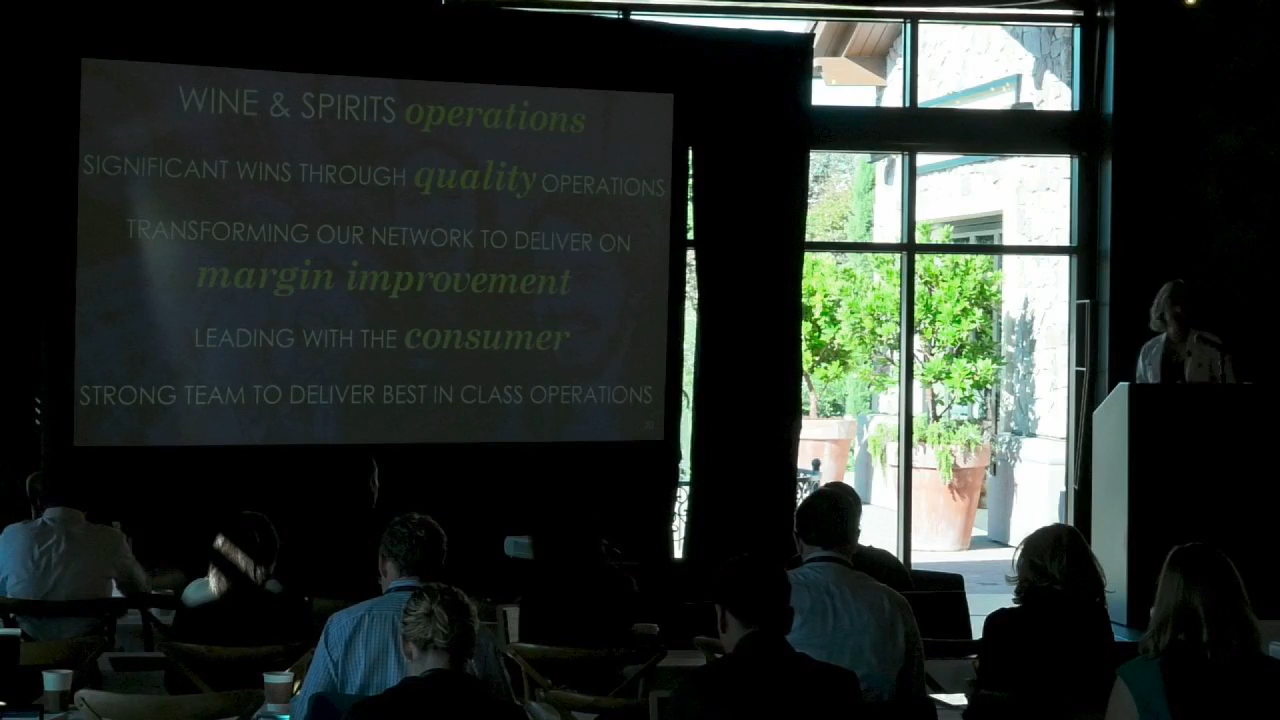 WINE & SPIRITS operations
SIGNIFICANT WINS THROUGH quality OPERATIONS
TRANSFORMING OUR NETWORK TO DELIVER ON
margin improvement
LEADING WITH THE consumer
STRONG TEAM TO DELIVER BEST IN CLASS OPERATIONS